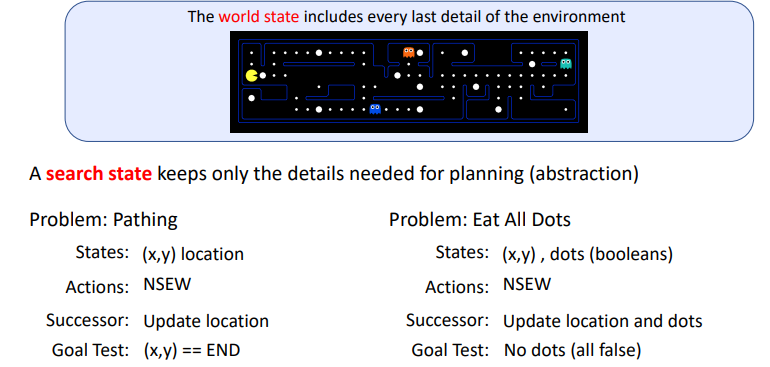 The world state includes every last detail of the environment
A search state keeps only the details needed for planning (abstraction)
Problem: Pathing
States: (x,y) location
Actions: NSEW
Successor: Update location
Goal Test: (x,y) == END
Problem: Eat All Dots
States: (x,y) , dots (booleans)
Actions: NSEW
Successor: Update location and dots
Goal Test: No dots (all false)